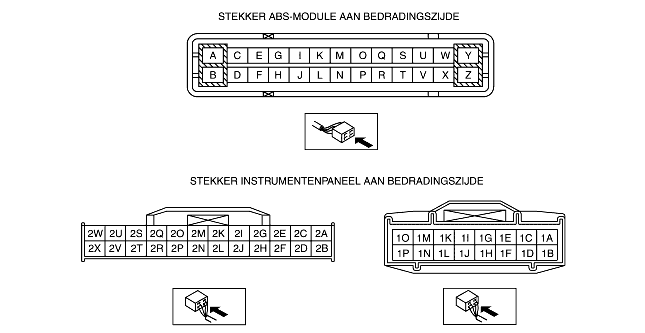 STEKKER ABS-MODULE AAN BEDRADINGSZIJDE
A C E G I K M O Q S U W Y
B D F H J L N P R T V X Z
STEKKER INSTRUMENTENPANEEL AAN BEDRADINGSZIJDE
2W 2U 2S 2Q 2O 2M 2K 2I 2G 2E 2C 2A
2X 2V 2T 2R 2P 2N 2L 2J 2H 2F 2D 2B
1O 1M 1K 1I 1G 1E 1C 1A
1P 1N 1L 1J 1H 1F 1D 1B